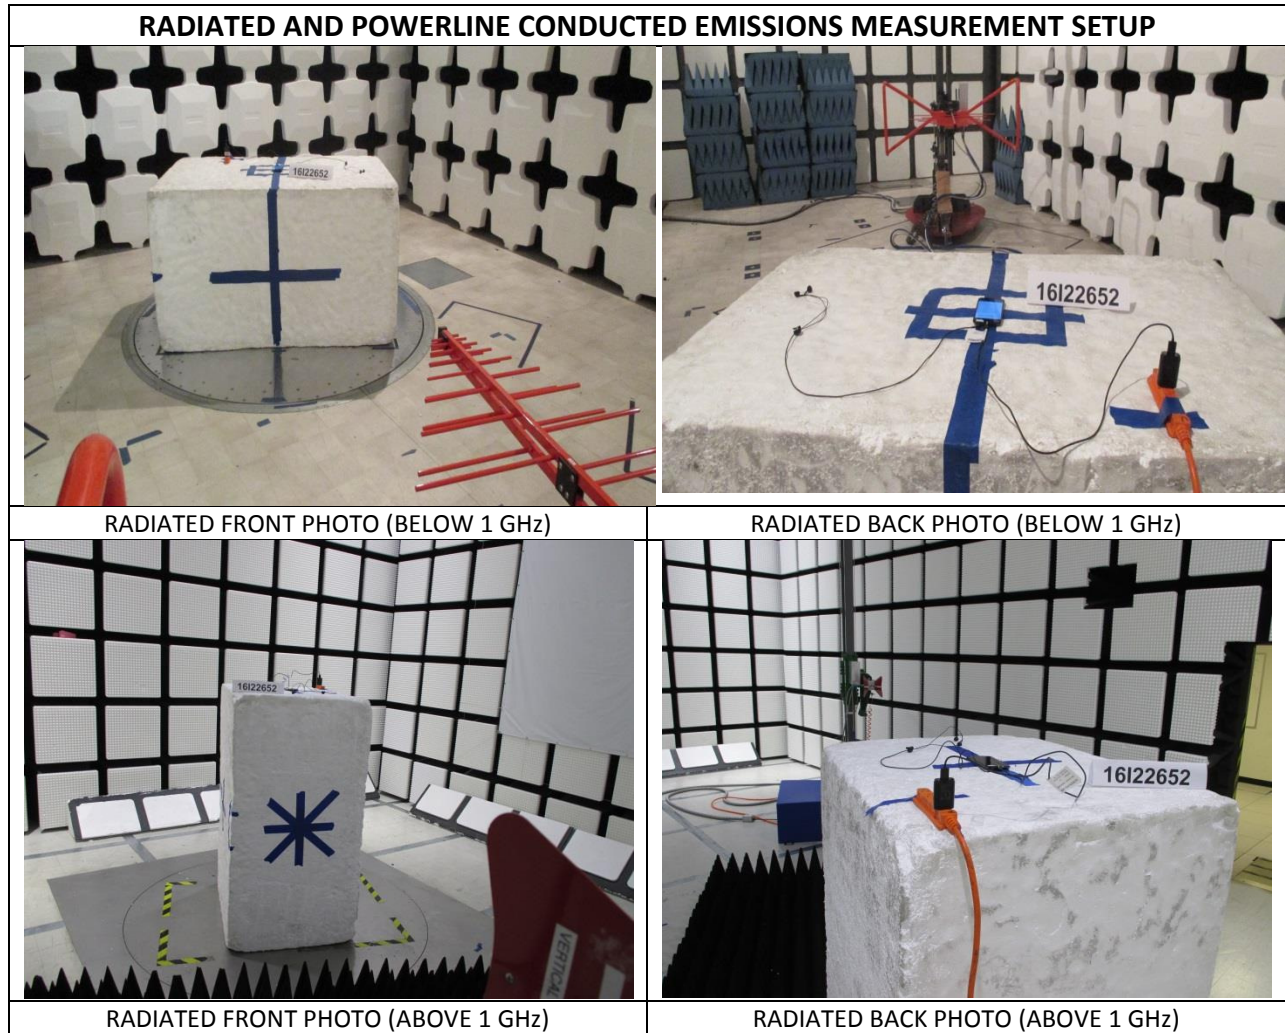 RADIATED AND POWERLINE CONDUCTED EMISSIONS MEASUREMENT SETUP
16I22652
16I22652
RADIATED FRONT PHOTO (BELOW 1 GHz)
RADIATED BACK PHOTO (BELOW 1 GHz)
16I22652
VERTICAL
16I22652
RADIATED FRONT PHOTO (ABOVE 1 GHz)
RADIATED BACK PHOTO (ABOVE 1 GHz)